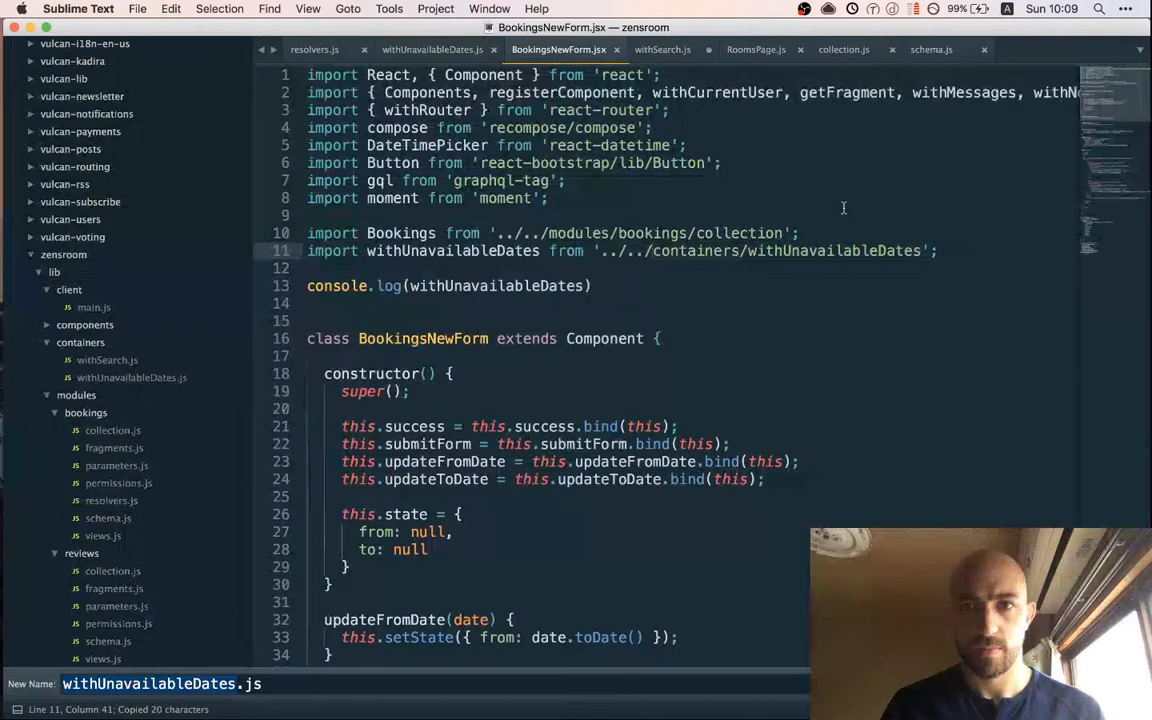 Sublime Text File Edit Selection Find View Goto Tools Project Window Help 99% A Sun 10:09
BookingsNewForm.jsx — zensroom
vulcan-i18n-en-us
vulcan-kadira
vulcan-lib
vulcan-newsletter
vulcan-notifications
vulcan-payments
vulcan-posts
vulcan-routing
vulcan-rss
vulcan-subscribe
vulcan-users
vulcan-voting
zensroom
lib
client
main.js
components
containers
withSearch.js
withUnavailableDates.js
modules
bookings
collection.js
fragments.js
parameters.js
permissions.js
resolvers.js
schema.js
views.js
reviews
collection.js
fragments.js
parameters.js
permissions.js
schema.js
views.js
resolvers.js withUnavailableDates.js BookingsNewForm.jsx withSearch.js RoomsPage.js collection.js schema.js
1 import React, { Component } from 'react';
2 import { Components, registerComponent, withCurrentUser, getFragment, withMessages, withN
3 import { withRouter } from 'react-router';
4 import compose from 'recompose/compose';
5 import DateTimePicker from 'react-datetime';
6 import Button from 'react-bootstrap/lib/Button';
7 import gql from 'graphql-tag';
8 import moment from 'moment';
9
10 import Bookings from '../../modules/bookings/collection';
11 import withUnavailableDates from '../../containers/withUnavailableDates';
12
13 console.log(withUnavailableDates)
14
15
16 class BookingsNewForm extends Component {
17
18 constructor() {
19 super();
20
21 this.success = this.success.bind(this);
22 this.submitForm = this.submitForm.bind(this);
23 this.updateFromDate = this.updateFromDate.bind(this);
24 this.updateToDate = this.updateToDate.bind(this);
25
26 this.state = {
27 from: null,
28 to: null
29 }
30 }
31
32 updateFromDate(date) {
33 this.setState({ from: date.toDate() });
34 }
New Name: withUnavailableDates.js
Line 11, Column 41; Copied 20 characters